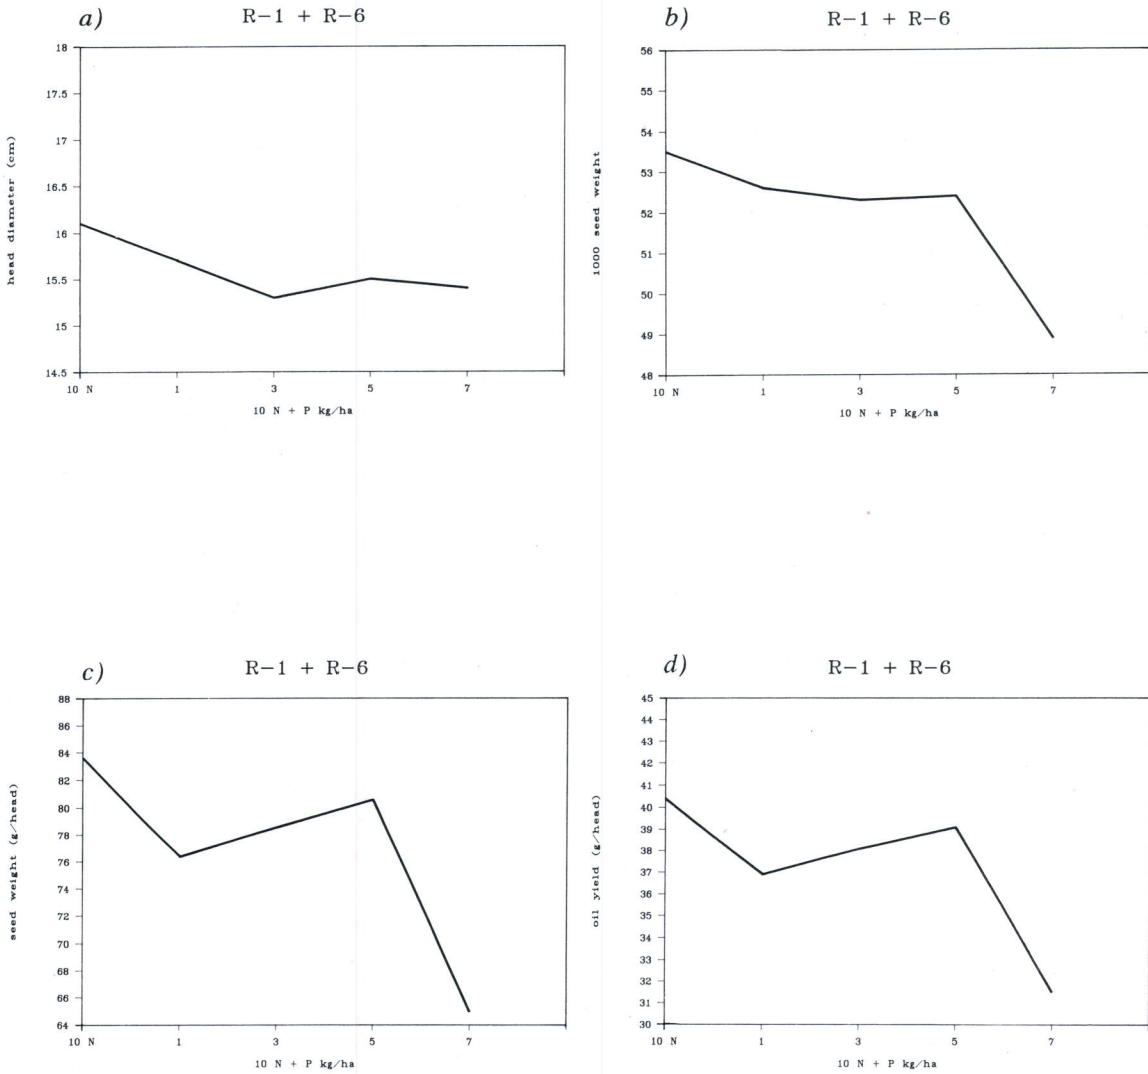 a) R-1 + R-6
18
17.5
17
16.5
16
15.5
15
14.5
head diameter (cm)
10 N 1 3 5 7
10 N + P kg/ha
b) R-1 + R-6
56
55
54
53
52
51
50
49
48
1000 seed weight
10 N 1 3 5 7
10 N + P kg/ha
c) R-1 + R-6
88
86
84
82
80
78
76
74
72
70
68
66
64
seed weight (g/head)
10 N 1 3 5 7
10 N + P kg/ha
d) R-1 + R-6
45
44
43
42
41
40
39
38
37
36
35
34
33
32
31
30
oil yield (g/head)
10 N 1 3 5 7
10 N + P kg/ha